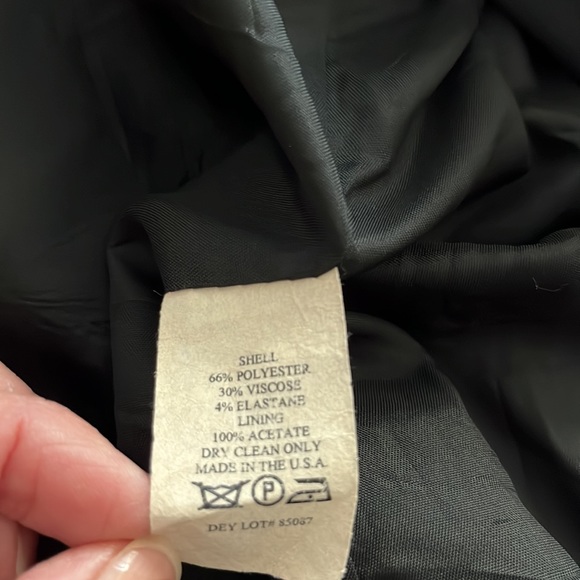 SHELL
66% POLYESTER
30% VISCOSE
4% ELASTANE
LINING
100% ACETATE
DRY CLEAN ONLY
MADE IN THE U.S.A
P
DEY LOT# 85087